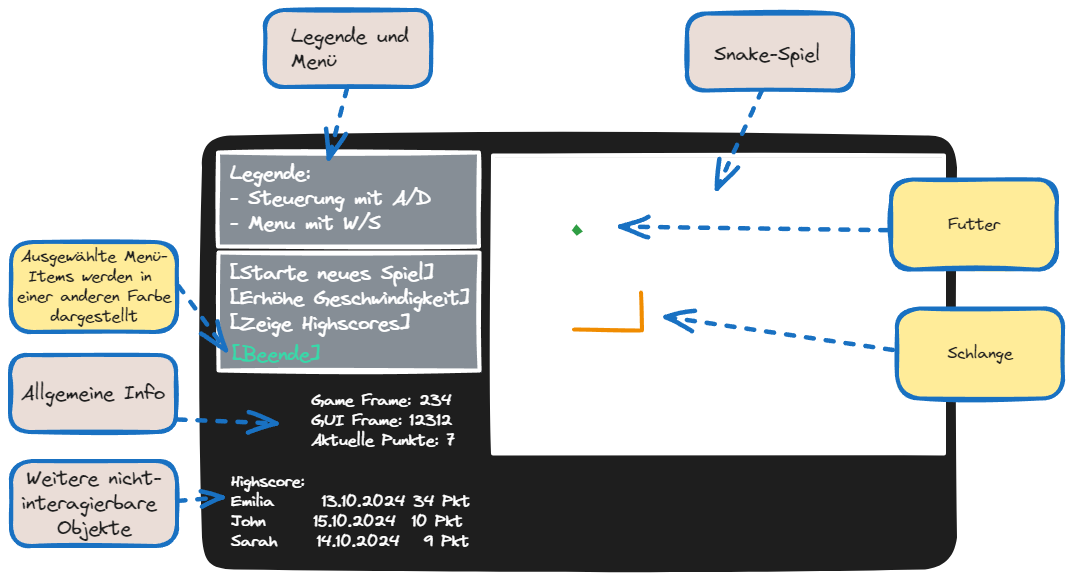 Legende und
Menü
Snake-Spiel
Legende:
- Steuerung mit A/D
- Menu mit W/S
[Starte neues Spiel]
[Erhöhe Geschwindigkeit]
[Zeige Highscores]
[Beende]
Game Frame: 234
GUI Frame: 12312
Aktuelle Punkte: 7
Highscore:
Emilia 13.10.2024 34 Pkt
John 15.10.2024 10 Pkt
Sarah 14.10.2024 9 Pkt
Ausgewählte Menü-
Items werden in
einer anderen Farbe
dargestellt
Allgemeine Info
Weitere nicht-
interagierbare
Objekte
Futter
Schlange